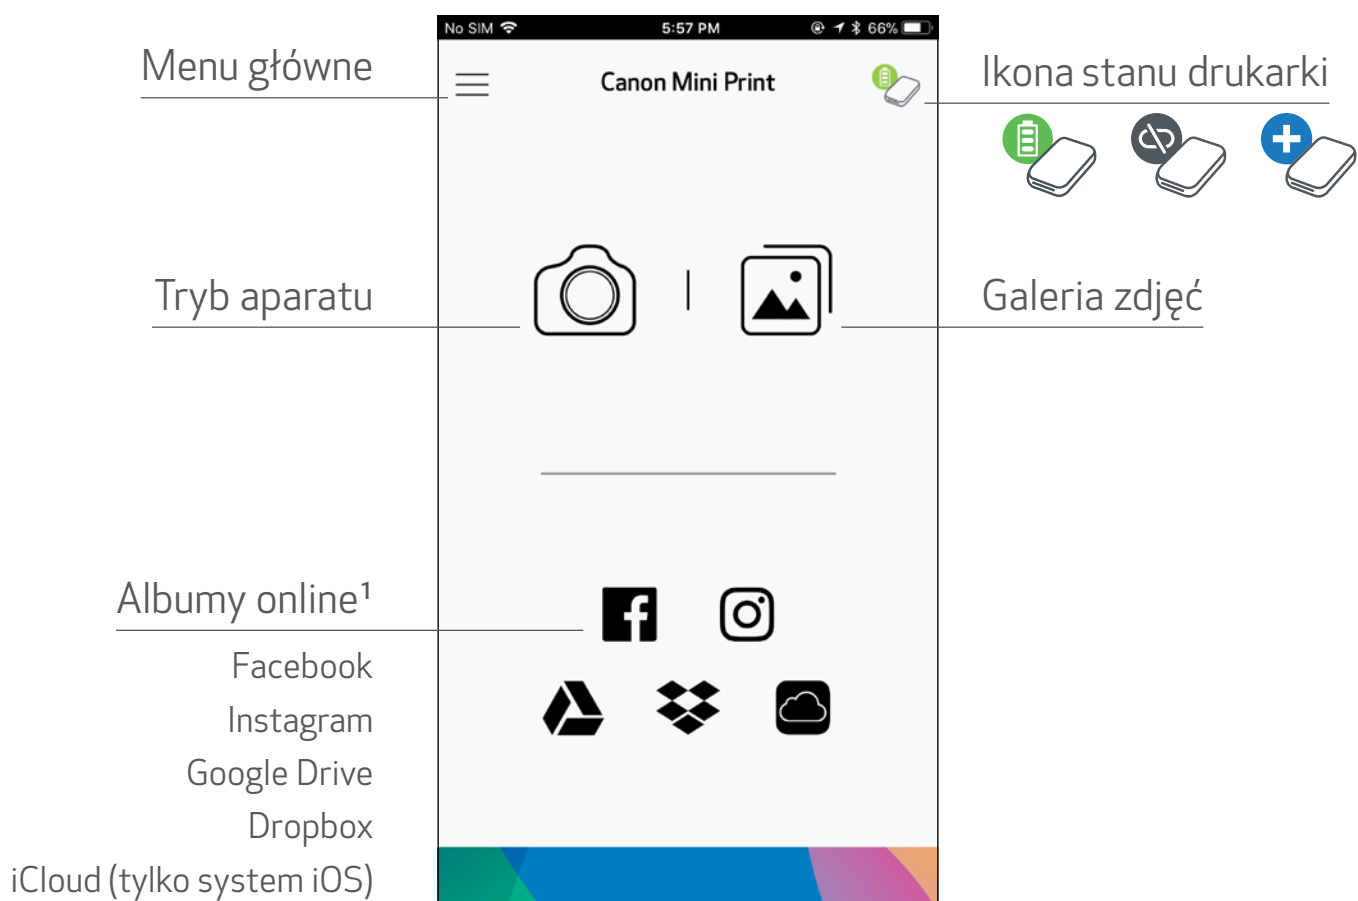 No SIM 5:57 PM 66%
Menu główne
Canon Mini Print
Ikona stanu drukarki
Tryb aparatu
Galeria zdjęć
Albumy online¹
Facebook
Instagram
Google Drive
Dropbox
iCloud (tylko system iOS)